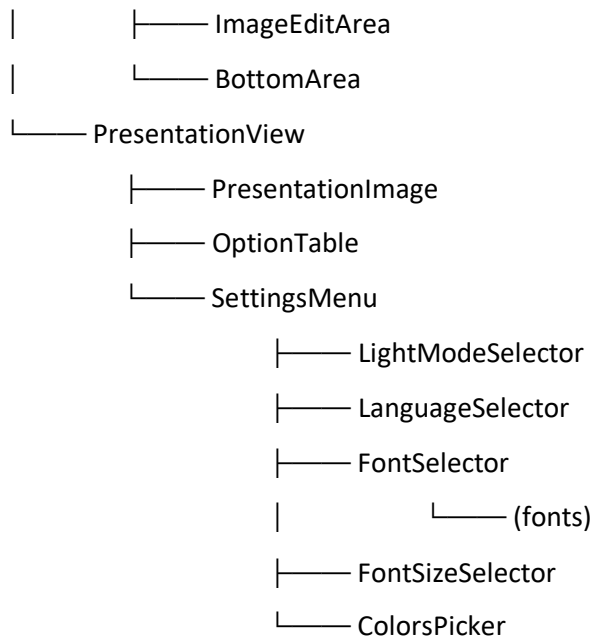 ImageEditArea
BottomArea
PresentationView
PresentationImage
OptionTable
SettingsMenu
LightModeSelector
LanguageSelector
FontSelector
(fonts)
FontSizeSelector
ColorsPicker